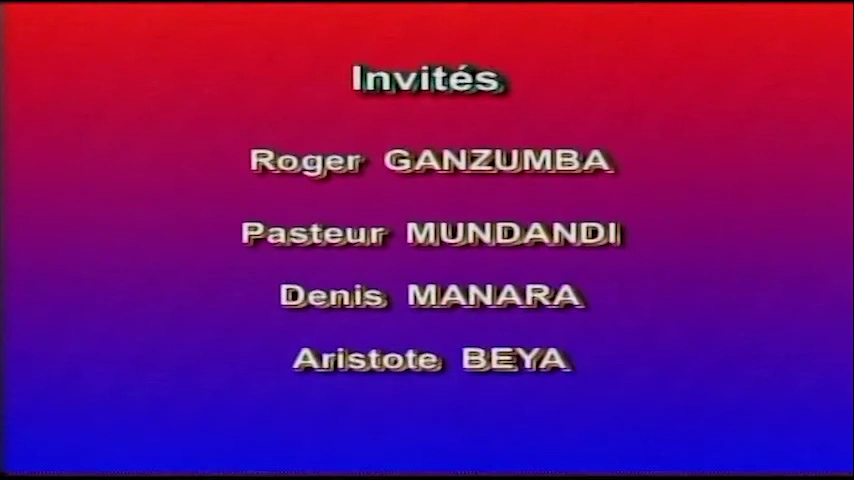 Invités
Roger GANZUMBA
Pasteur MUNDANDI
Denis MANARA
Aristote BEYA